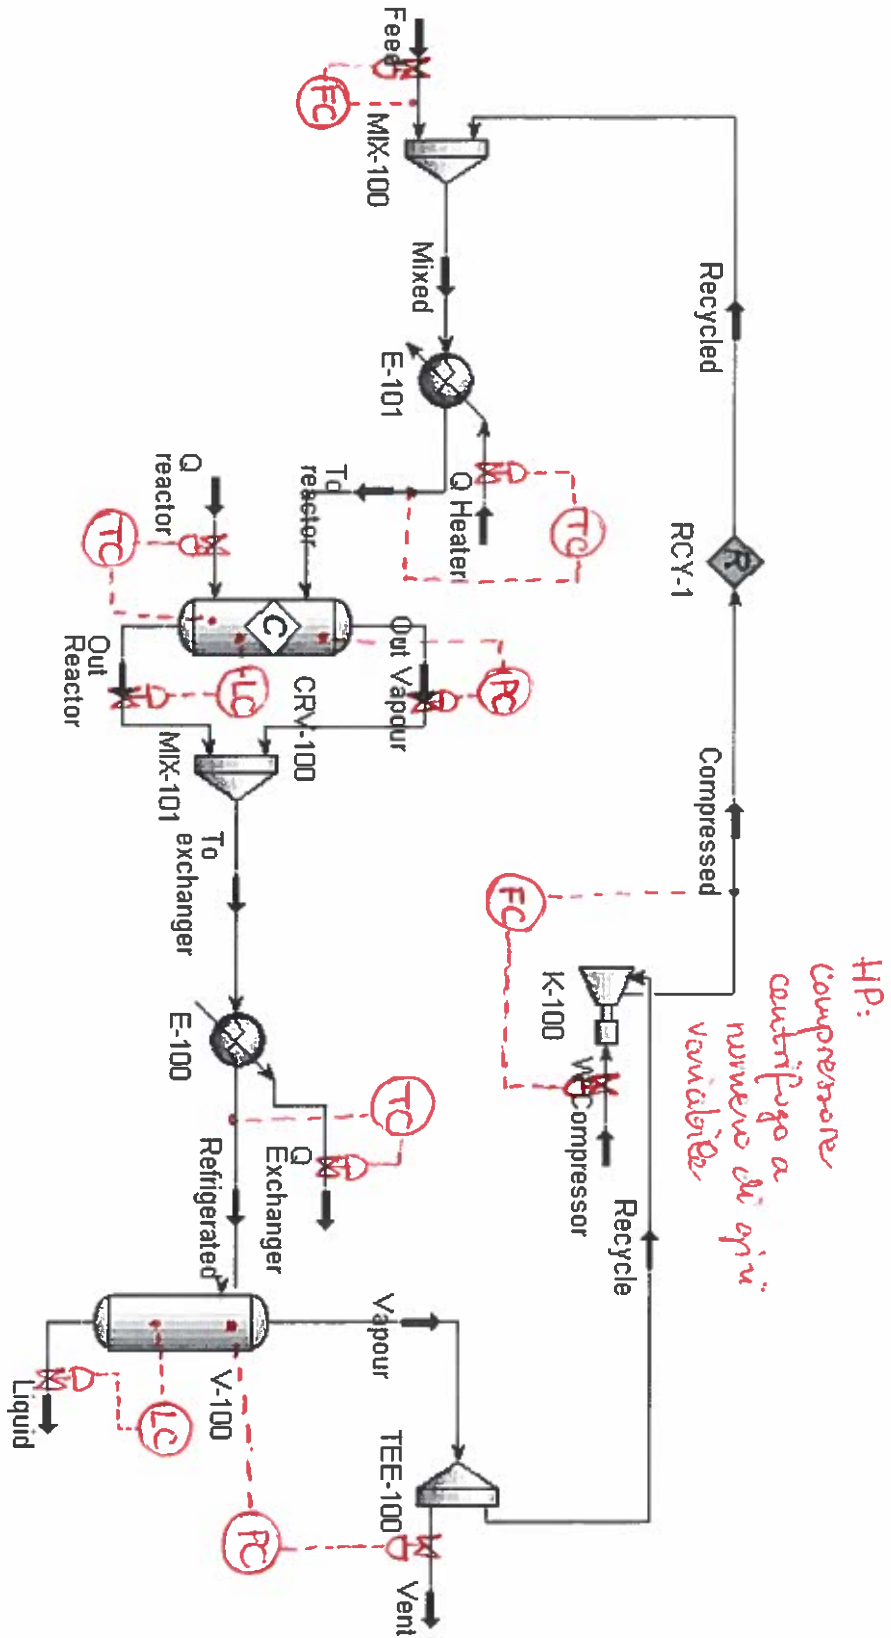 HP:
Compressore
centrifugo a
numero di giri
variabile
Recycled
RCY-1
Compressed
FC
K-100
W Compressor
Recycle
Feed
FC
MIX-100
Mixed
E-101
Q Heater
TC
To
reactor
Q
reactor
TC
C
R
Out Vapour
PC
LC
CRV-100
Out
Reactor
MIX-101
To
exchanger
E-100
TC
Q
Exchanger
Refrigerated
Vapour
V-100
LC
Liquid
TEE-100
PC
Vent